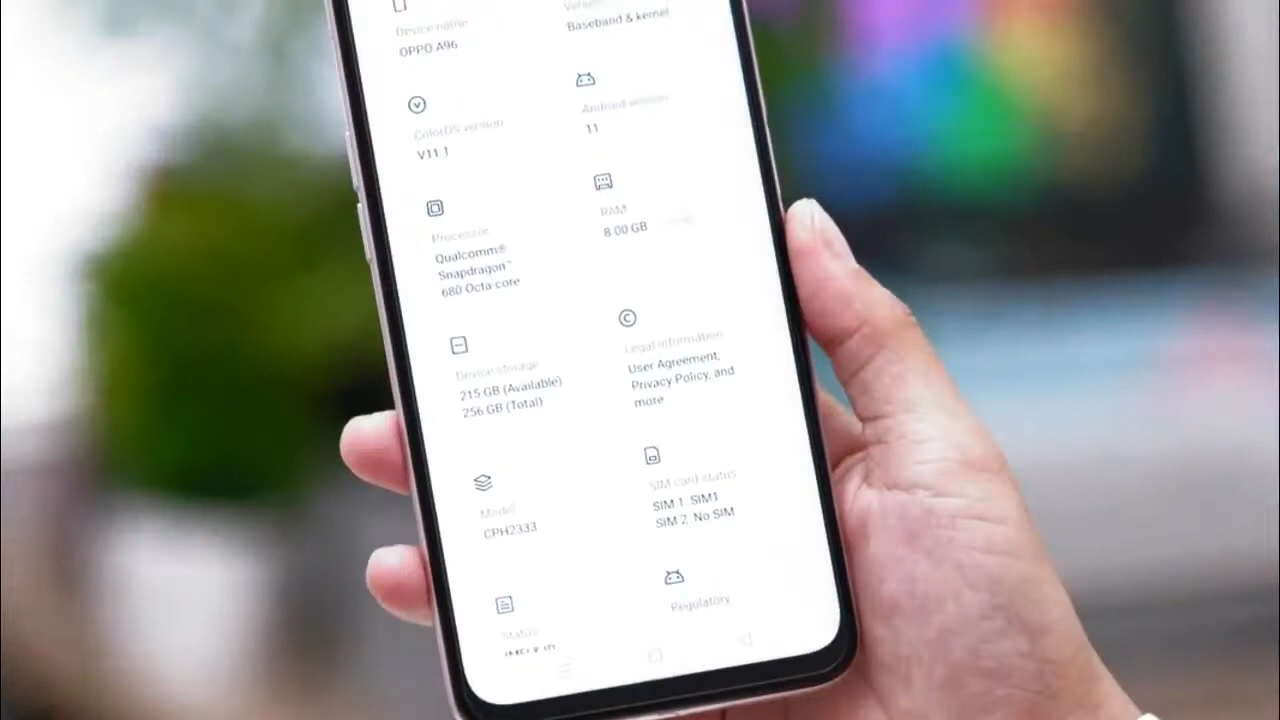 Device name
OPPO A96
Version
Baseband & kernel
ColorOS version
V11.1
Android version
11
Processor
Qualcomm®
Snapdragon™
680 Octa-core
RAM
8.00 GB
Device storage
215 GB (Available)
256 GB (Total)
Legal information
User Agreement,
Privacy Policy, and
more
Model
CPH2333
SIM card status
SIM 1: SIM1
SIM 2: No SIM
Status
Regulatory